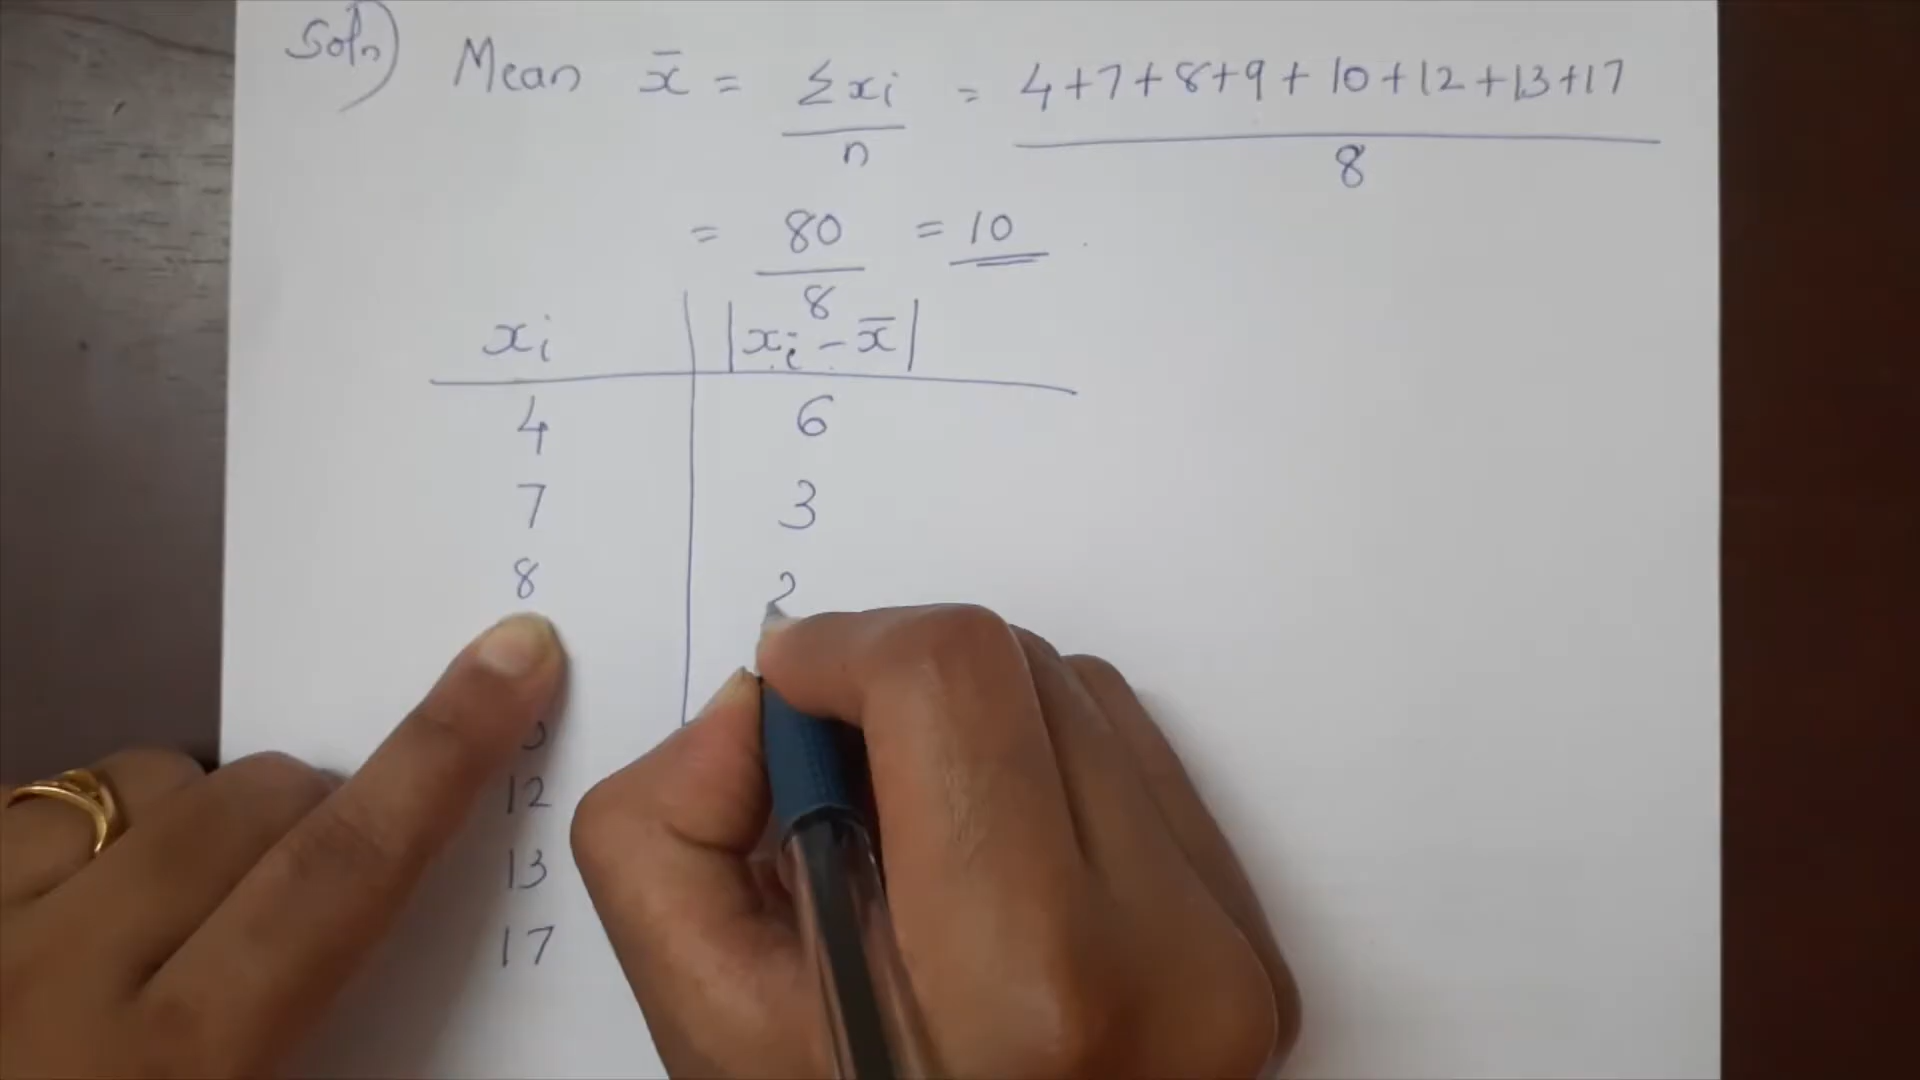 Soln) Mean x̄ = Σxi / n = 4+7+8+9+10+12+13+17 / 8
= 80 / 8 = 10
xi | |xi - x̄|
4 6
7 3
8 2
12
13
17